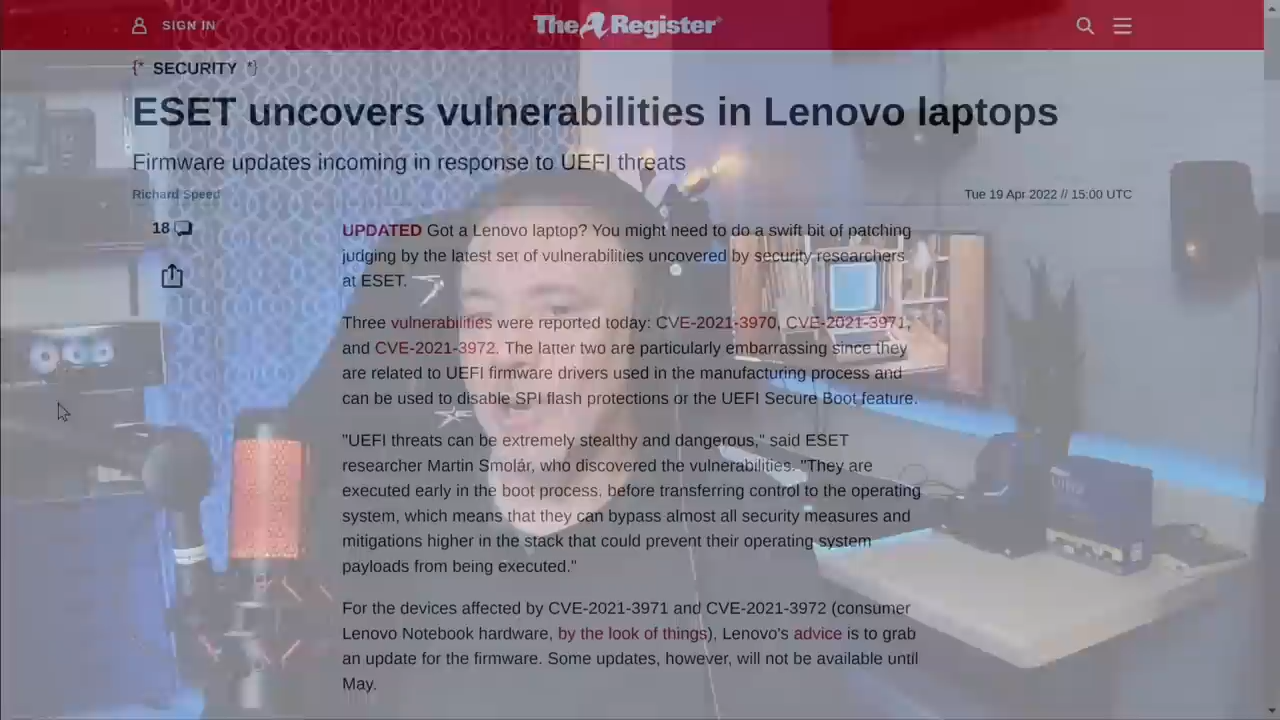 SIGN IN
The Register
{* SECURITY *}
ESET uncovers vulnerabilities in Lenovo laptops
Firmware updates incoming in response to UEFI threats
Richard Speed
Tue 19 Apr 2022 // 15:00 UTC
18
UPDATED Got a Lenovo laptop? You might need to do a swift bit of patching
judging by the latest set of vulnerabilities uncovered by security researchers
at ESET.
Three vulnerabilities were reported today: CVE-2021-3970, CVE-2021-3971,
and CVE-2021-3972. The latter two are particularly embarrassing since they
are related to UEFI firmware drivers used in the manufacturing process and
can be used to disable SPI flash protections or the UEFI Secure Boot feature.
"UEFI threats can be extremely stealthy and dangerous," said ESET
researcher Martin Smolár, who discovered the vulnerabilities. "They are
executed early in the boot process, before transferring control to the operating
system, which means that they can bypass almost all security measures and
mitigations higher in the stack that could prevent their operating system
payloads from being executed."
For the devices affected by CVE-2021-3971 and CVE-2021-3972 (consumer
Lenovo Notebook hardware, by the look of things), Lenovo's advice is to grab
an update for the firmware. Some updates, however, will not be available until
May.